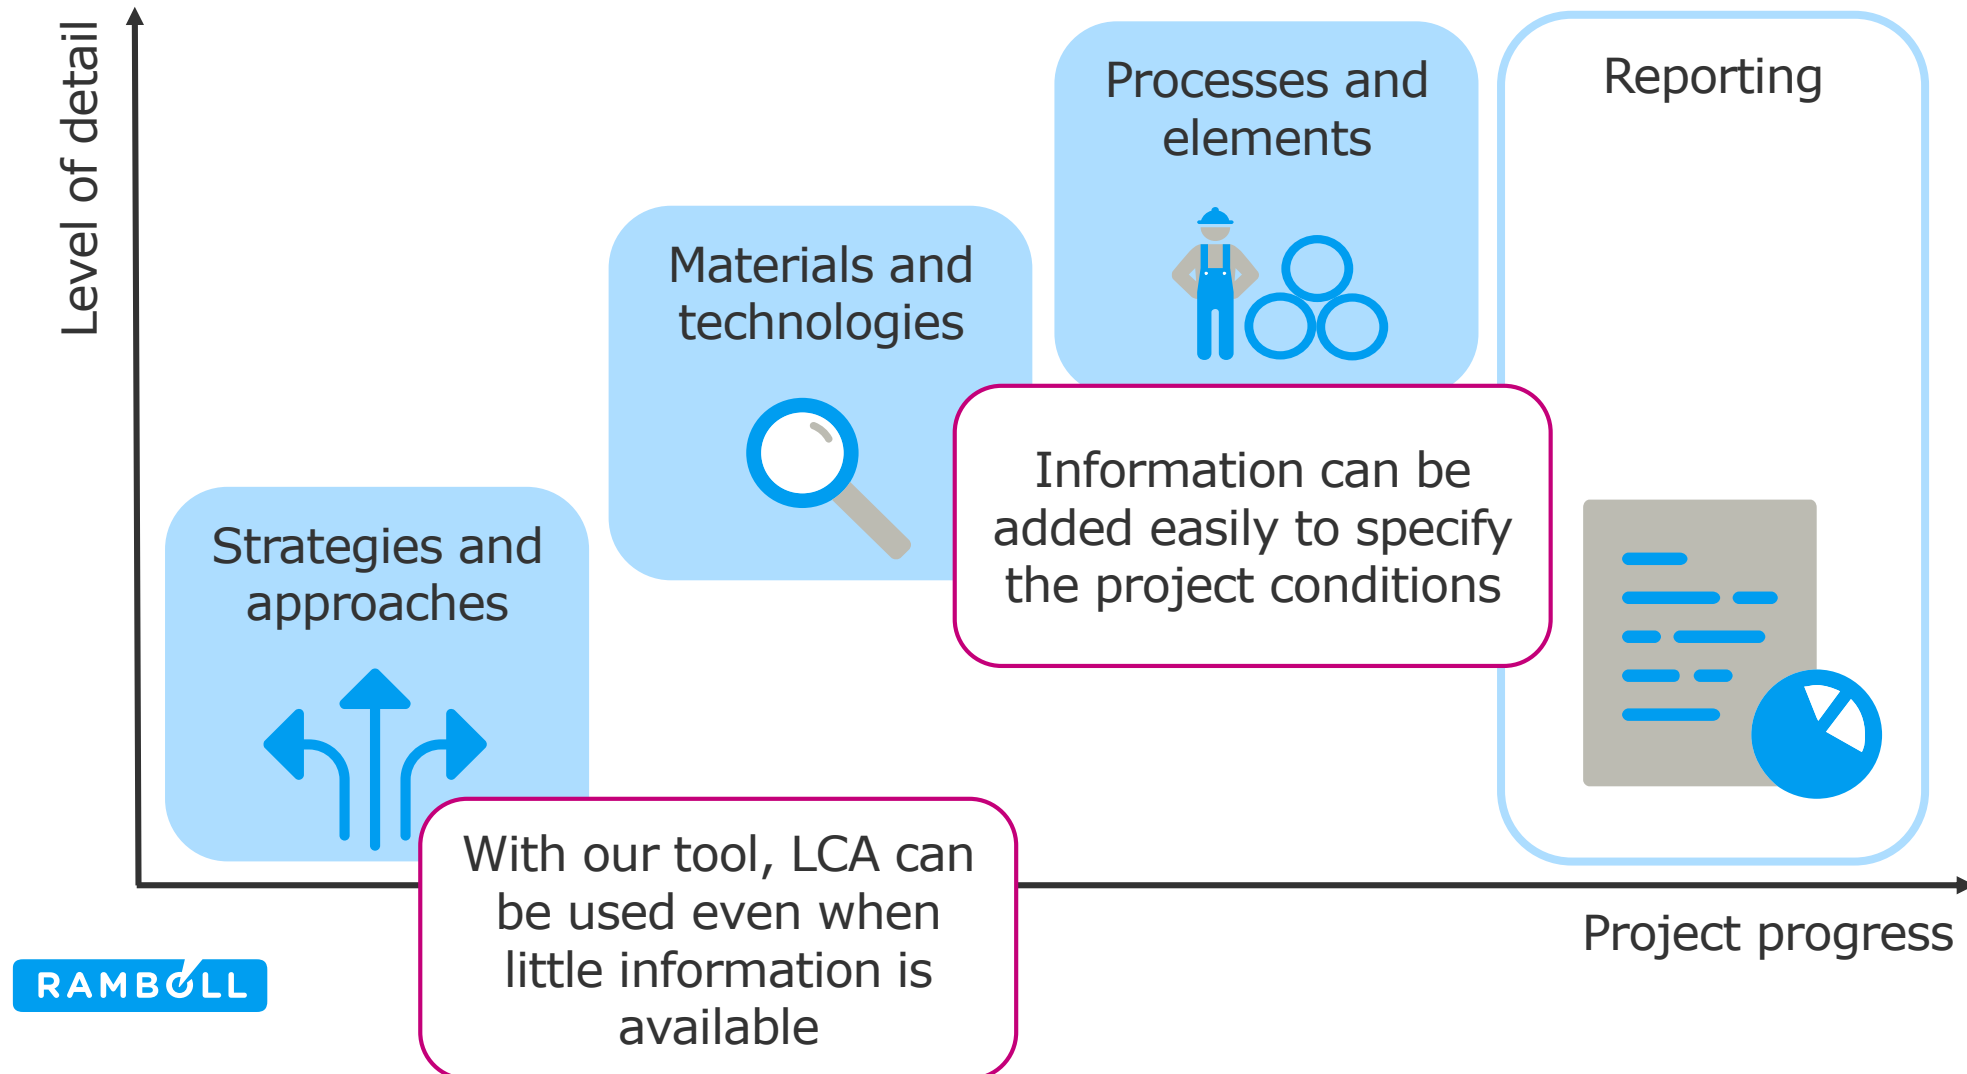 Level of detail
Processes and
elements
Reporting
Materials and
technologies
Information can be
added easily to specify
the project conditions
Strategies and
approaches
With our tool, LCA can
be used even when
little information is
available
Project progress
RAMBOLL